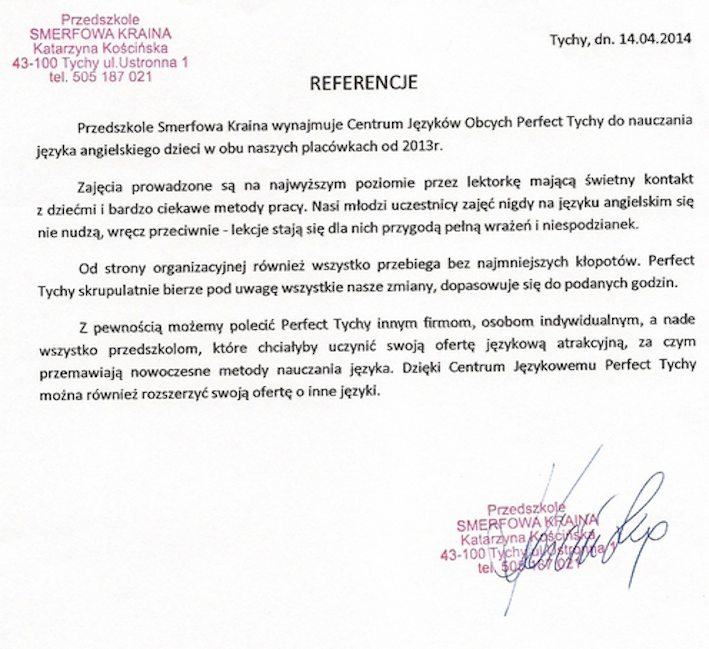 Przedszkole
SMERFOWA KRAINA
Katarzyna Kościńska
43-100 Tychy ul.Ustronna 1
tel. 505 187 021
Tychy, dn. 14.04.2014
REFERENCJE
Przedszkole Smerfowa Kraina wynajmuje Centrum Języków Obcych Perfect Tychy do nauczania
języka angielskiego dzieci w obu naszych placówkach od 2013r.
Zajęcia prowadzone są na najwyższym poziomie przez lektorkę mającą świetny kontakt
z dziećmi i bardzo ciekawe metody pracy. Nasi młodzi uczestnicy zajęć nigdy na języku angielskim się
nie nudzą, wręcz przeciwnie - lekcje stają się dla nich przygodą pełną wrażeń i niespodzianek.
Od strony organizacyjnej również wszystko przebiega bez najmniejszych kłopotów. Perfect
Tychy skrupulatnie bierze pod uwagę wszystkie nasze zmiany, dopasowuje się do podanych godzin.
Z pewnością możemy polecić Perfect Tychy innym firmom, osobom indywidualnym, a nade
wszystko przedszkolom, które chciałyby uczynić swoją ofertę językową atrakcyjną, za czym
przemawiają nowoczesne metody nauczania języka. Dzięki Centrum Językowemu Perfect Tychy
można również rozszerzyć swoją ofertę o inne języki.
Przedszkole
SMERFOWA KRAINA
Katarzyna Kościńska
43-100 Tychy ul.Ustronna 1
tel. 505 187 021